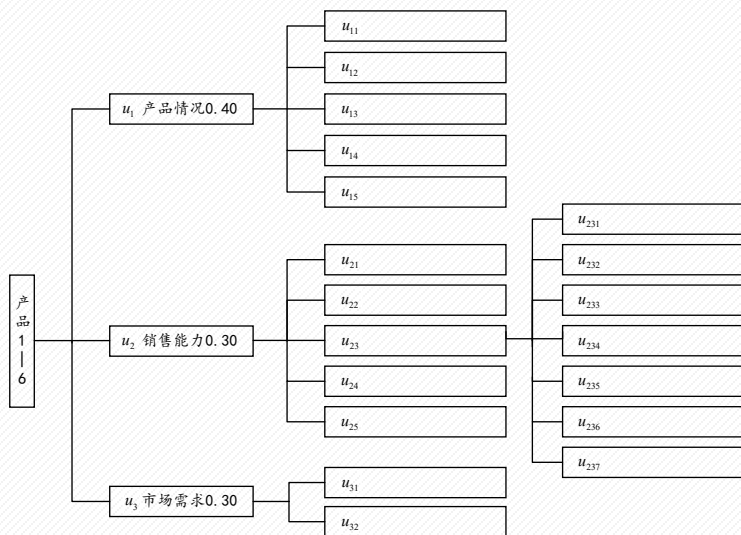 产品1—6
u₁ 产品情况0.40
u₂ 销售能力0.30
u₃ 市场需求0.30
u₁₁
u₁₂
u₁₃
u₁₄
u₁₅
u₂₁
u₂₂
u₂₃
u₂₄
u₂₅
u₃₁
u₃₂
u₂₃₁
u₂₃₂
u₂₃₃
u₂₃₄
u₂₃₅
u₂₃₆
u₂₃₇